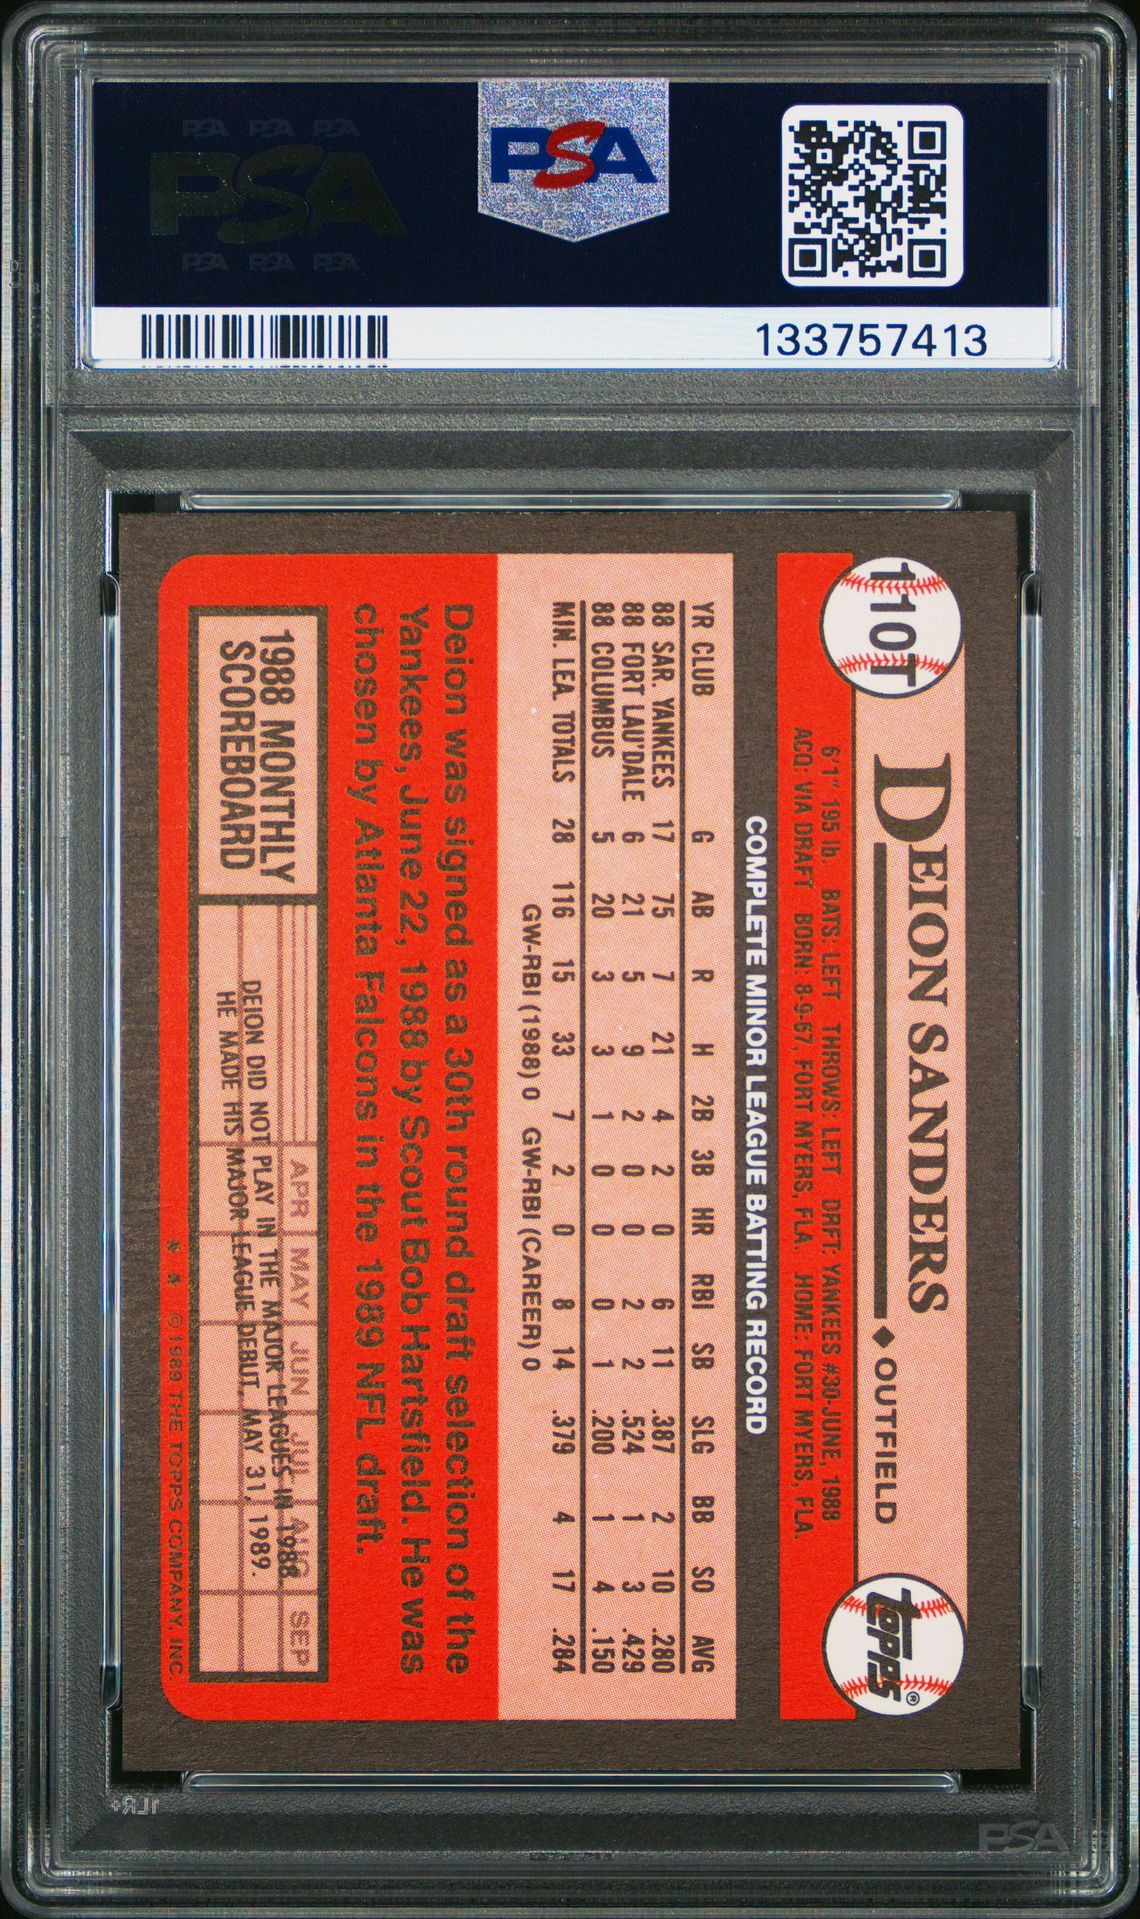 PSA PSA PSA
PSA
PSA PSA PSA
PSA
133757413
110T
DEION SANDERS ◆ OUTFIELD
topps®
6'1" 195 lb. BATS: LEFT THROWS: LEFT DRFT: YANKEES #30-JUNE, 1988
ACQ: VIA DRAFT BORN: 8-9-67, FORT MYERS, FLA. HOME: FORT MYERS, FLA.
COMPLETE MINOR LEAGUE BATTING RECORD
YR CLUB G AB R H 2B 3B HR RBI SB SLG BB SO AVG
88 SAR. YANKEES 17 75 7 21 4 2 0 6 11 .387 2 10 .280
88 FORT LAU'DALE 6 21 5 9 2 0 0 2 2 .524 1 3 .429
88 COLUMBUS 5 20 3 3 1 0 0 0 1 .200 1 4 .150
MIN. LEA. TOTALS 28 116 15 33 7 2 0 8 14 .379 4 17 .284
GW-RBI (1988) 0 GW-RBI (CAREER) 0
Deion was signed as a 30th round draft selection of the
Yankees, June 22, 1988 by Scout Bob Hartsfield. He was
chosen by Atlanta Falcons in the 1989 NFL draft.
1988 MONTHLY
SCOREBOARD
APR MAY JUN JUL AUG SEP
DEION DID NOT PLAY IN THE MAJOR LEAGUES IN 1988.
HE MADE HIS MAJOR LEAGUE DEBUT, MAY 31, 1989.
* * © 1989 THE TOPPS COMPANY, INC.
PSA